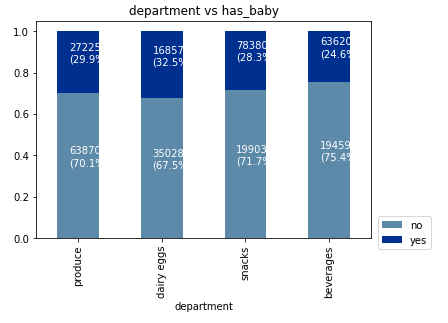 department vs has_baby
1.0
0.8
0.6
0.4
0.2
0.0
27225
(29.9%
63870
(70.1%
16857
(32.5%
35028
(67.5%
78380
(28.3%
19903
(71.7%
63620
(24.6%
19459
(75.4%
produce
dairy eggs
snacks
beverages
department
no
yes